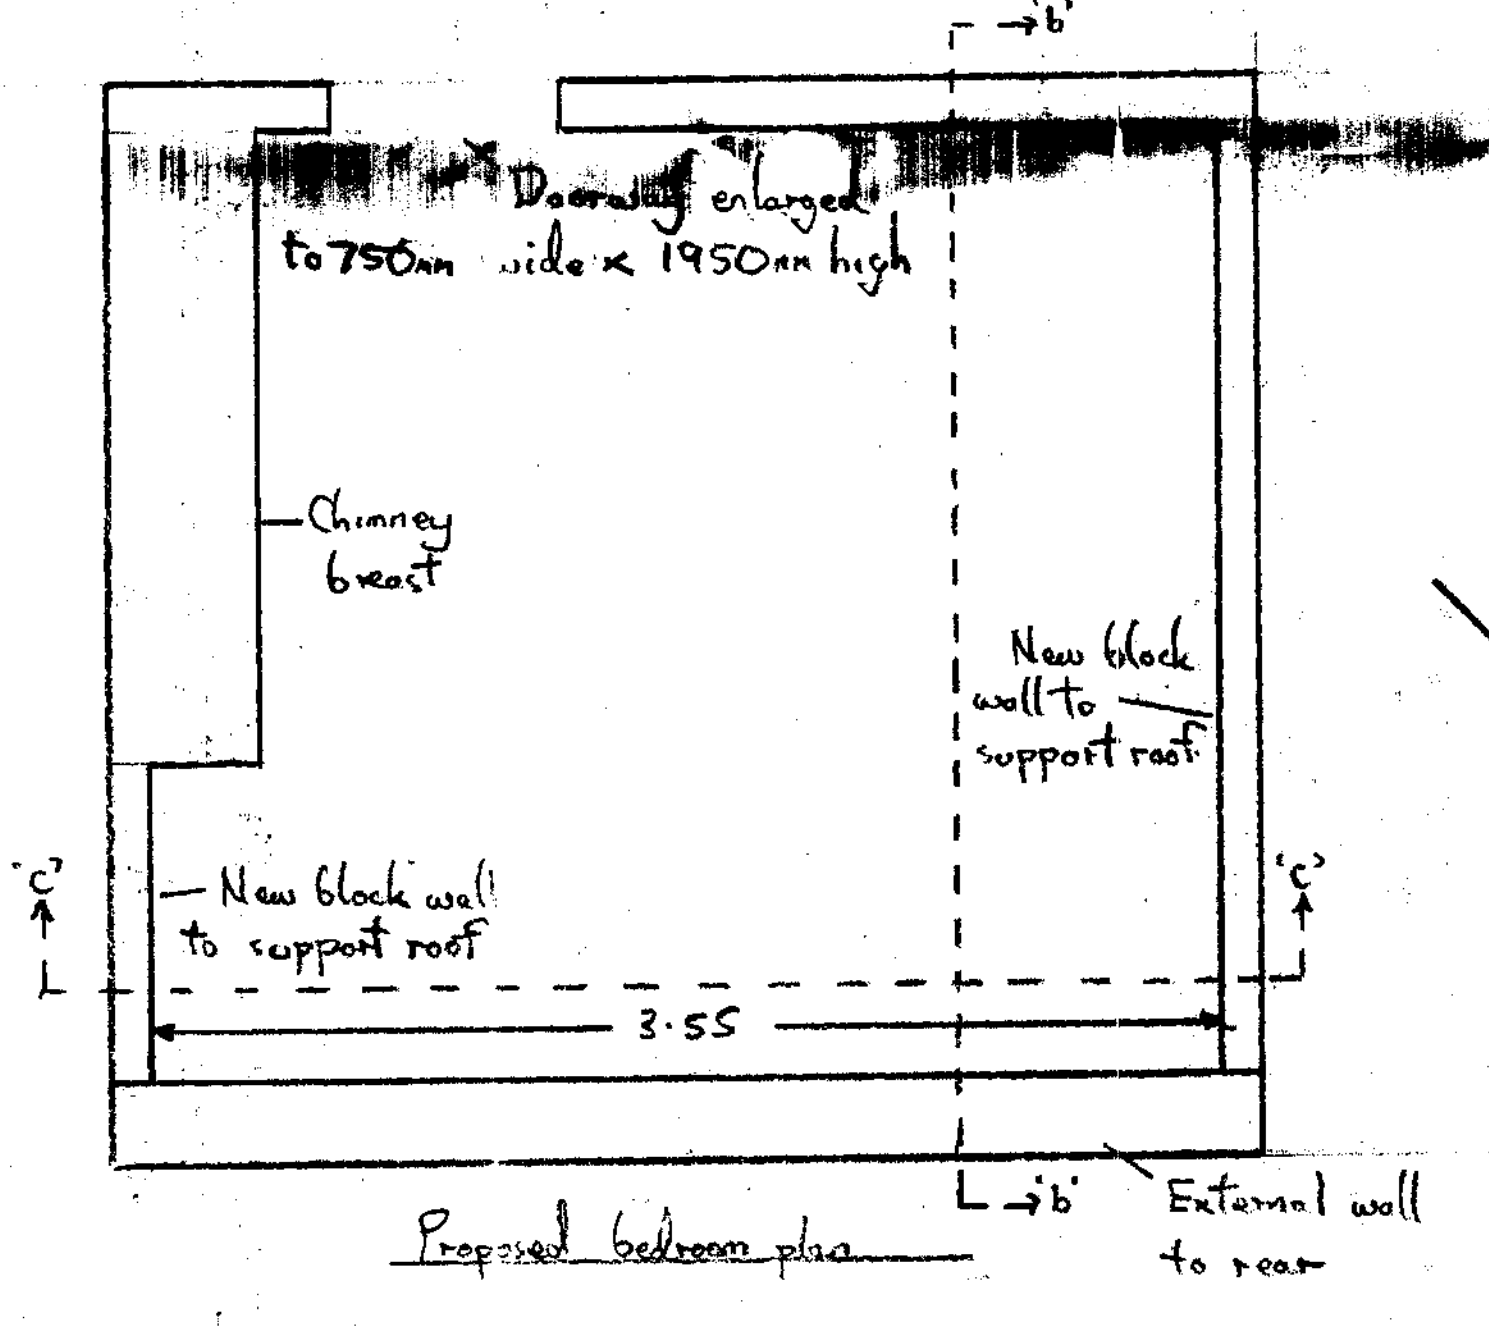 'b'
Doorway enlarged
to 750mm wide x 1950mm high
Chimney
breast
New block
wall to
support roof
'c'
'c'
New block wall
to support roof
3.55
'b'
External wall
to rear
Proposed bedroom plan